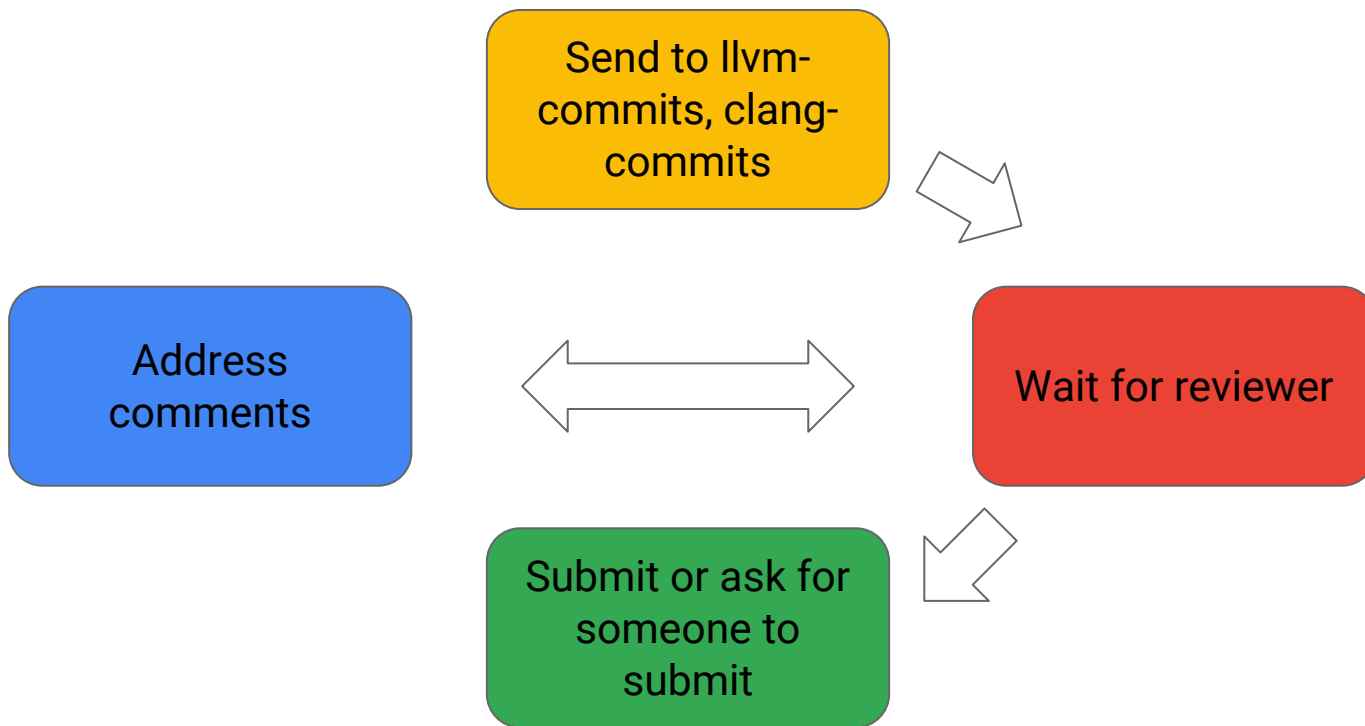 Send to llvm-
commits, clang-
commits
Address
comments
Wait for reviewer
Submit or ask for
someone to
submit